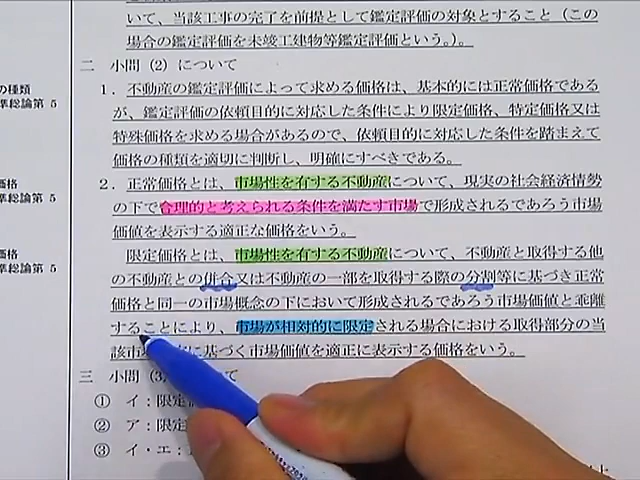 いて、当該工事の完了を前提として鑑定評価の対象とすること（この
場合の鑑定評価を未竣工建物等鑑定評価という。）。
二 小問（2）について
の種類
準総論第 5
1．不動産の鑑定評価によって求める価格は、基本的には正常価格である
が、鑑定評価の依頼目的に対応した条件により限定価格、特定価格又は
特殊価格を求める場合があるので、依頼目的に対応した条件を踏まえて
価格の種類を適切に判断し、明確にすべきである。
価格
準総論第 5
2．正常価格とは、市場性を有する不動産について、現実の社会経済情勢
の下で合理的と考えられる条件を満たす市場で形成されるであろう市場
価値を表示する適正な価格をいう。
価格
準総論第 5
限定価格とは、市場性を有する不動産について、不動産と取得する他
の不動産との併合又は不動産の一部を取得する際の分割等に基づき正常
価格と同一の市場概念の下において形成されるであろう市場価値と乖離
することにより、市場が相対的に限定される場合における取得部分の当
該市 に基づく市場価値を適正に表示する価格をいう。
三 小問（3） いて
① イ：限定
② ア：限定
③ イ・エ：